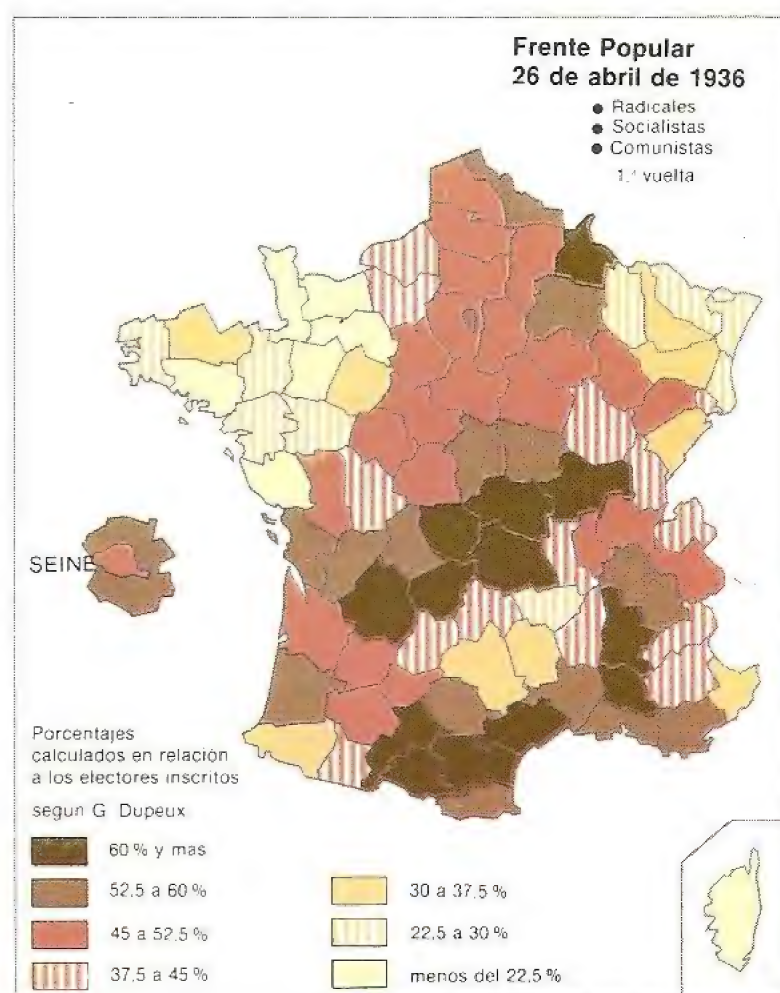 Frente Popular
26 de abril de 1936
● Radicales
● Socialistas
● Comunistas
1.ª vuelta
SEINE
Porcentajes
calculados en relación
a los electores inscritos
segun G. Dupeux
60 % y mas
52,5 a 60 %
45 a 52,5 %
37,5 a 45 %
30 a 37,5 %
22,5 a 30 %
menos del 22,5 %